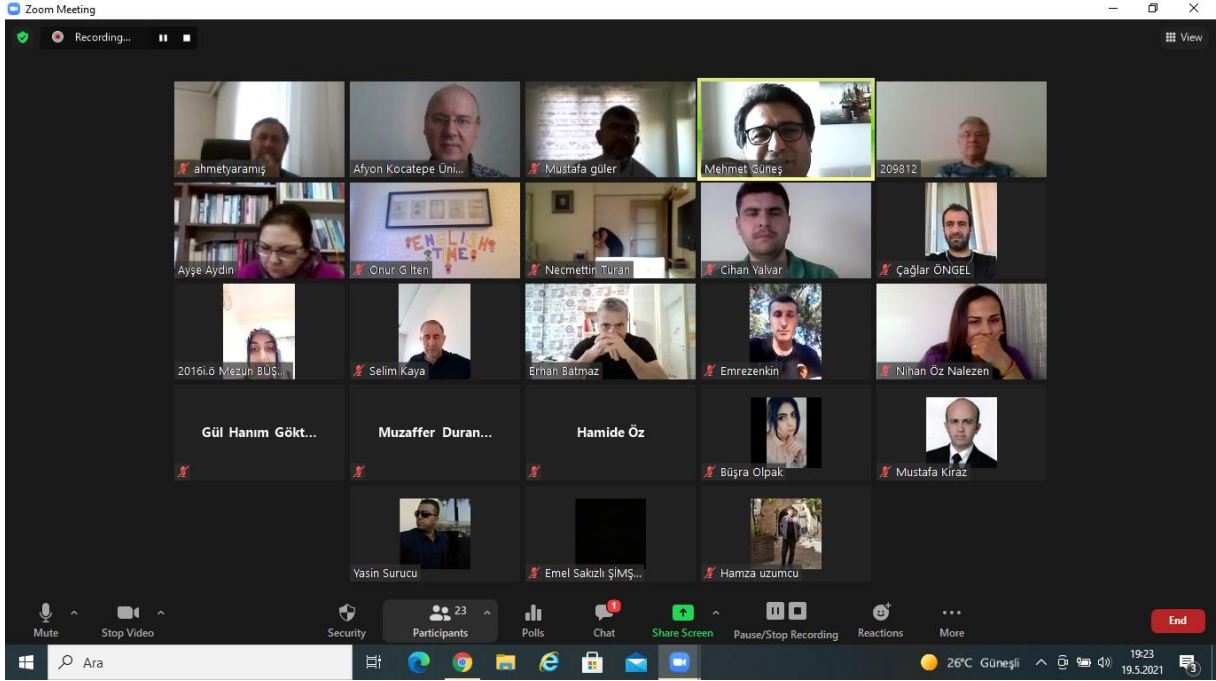 Zoom Meeting
Recording...
View
ahmetyaramış
Afyon Kocatepe Üni...
Mustafa güler
Mehmet Güneş
209812
Ayşe Aydın
ENGLISH
TIME
Onur G lten
Necmettin Turan
Cihan Yalvar
Çağlar ÖNGEL
2016i.ö Mezun BÜŞ...
Selim Kaya
Erhan Batmaz
Emrezenkin
Nihan Öz Nalezen
Gül Hanım Gökt...
Muzaffer Duran...
Hamide Öz
Büşra Olpak
Mustafa Kiraz
Yasin Surucu
Emel Sakızlı ŞİMŞ...
Hamza uzumcu
Mute
Stop Video
Security
23
Participants
Polls
1
Chat
Share Screen
Pause/Stop Recording
Reactions
More
End
Ara
26°C Güneşli
19:23
19.5.2021
3